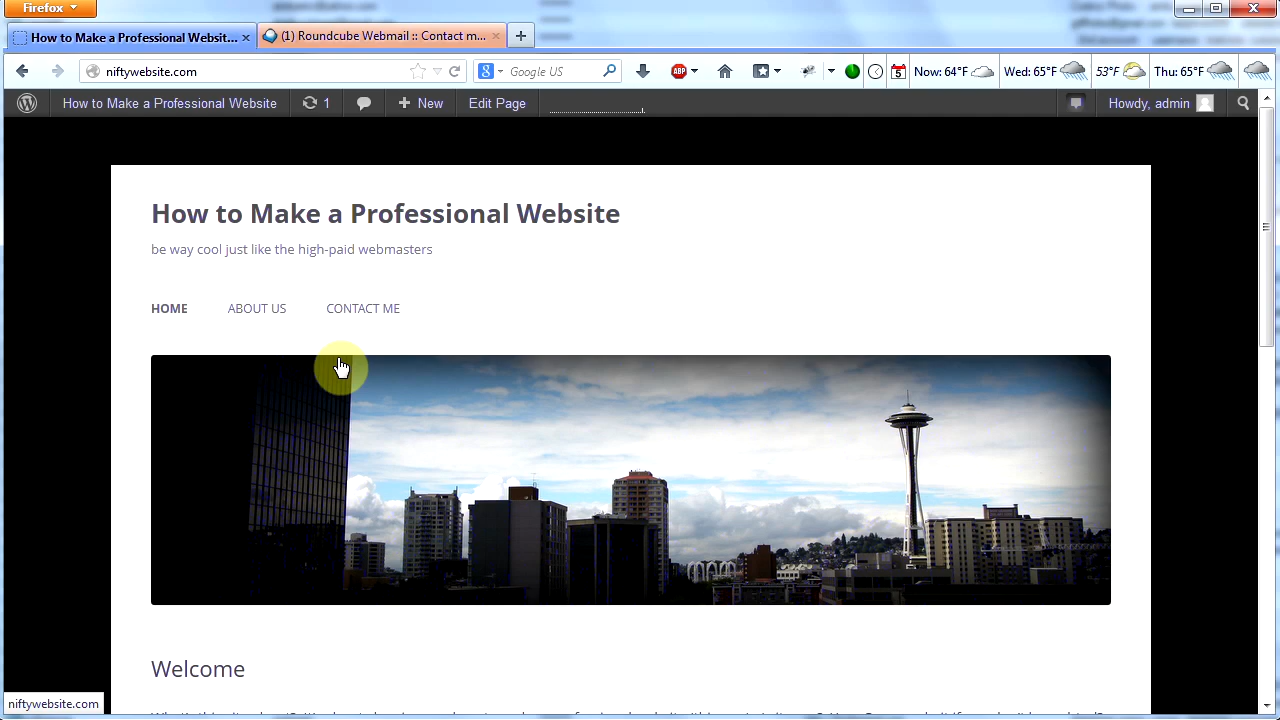 Firefox
How to Make a Professional Websit...
(1) Roundcube Webmail :: Contact m...
niftywebsite.com
Google US
ABP
Now: 64°F
Wed: 65°F
53°F
Thu: 65°F
How to Make a Professional Website
1
New
Edit Page
Howdy, admin
How to Make a Professional Website
be way cool just like the high-paid webmasters
HOME
ABOUT US
CONTACT ME
Welcome
niftywebsite.com